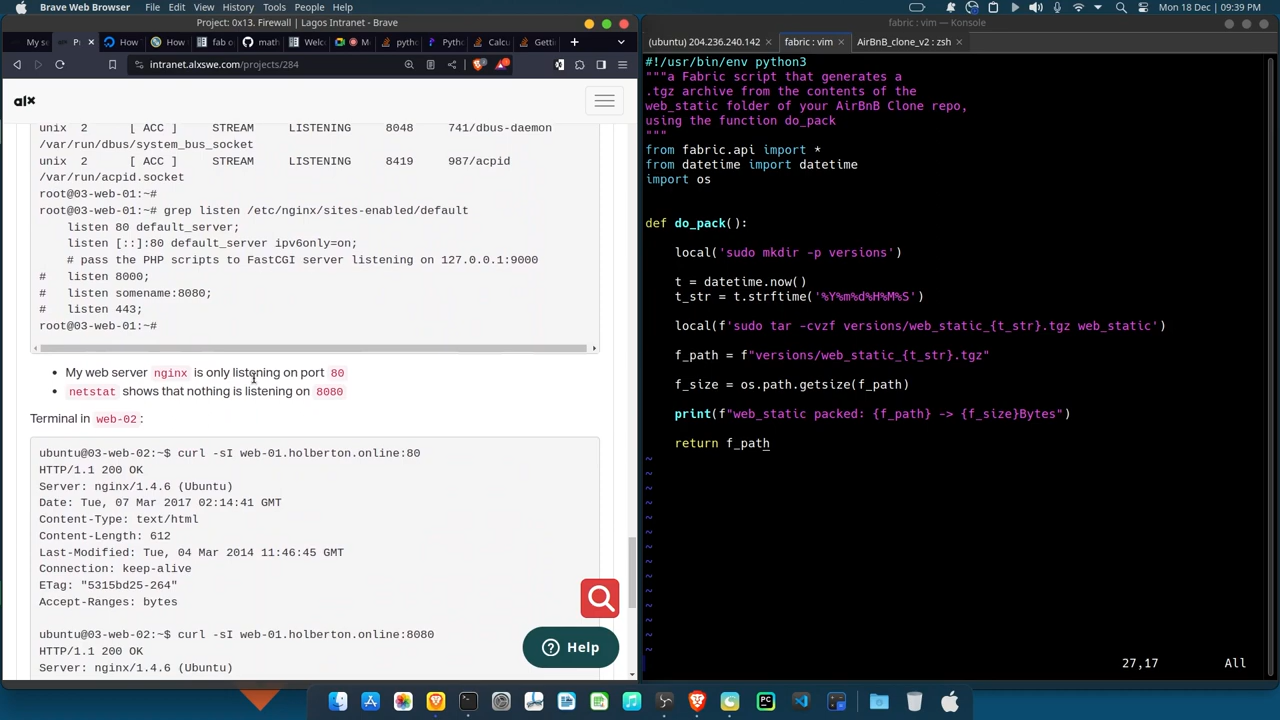 Brave Web Browser File Edit View History Tools People Help
Mon 18 Dec, 09:39 PM
Project: 0x13. Firewall | Lagos Intranet - Brave
My se
Pr
How
How
fab o
math
Welc
M
pyth
Pyth
Calcu
Getti
intranet.alxswe.com/projects/284
alx
unix 2 [ ACC ] STREAM LISTENING 8048 741/dbus-daemon
/var/run/dbus/system_bus_socket
unix 2 [ ACC ] STREAM LISTENING 8419 987/acpid
/var/run/acpid.socket
root@03-web-01:~#
root@03-web-01:~# grep listen /etc/nginx/sites-enabled/default
listen 80 default_server;
listen [::]:80 default_server ipv6only=on;
# pass the PHP scripts to FastCGI server listening on 127.0.0.1:9000
# listen 8000;
# listen somename:8080;
# listen 443;
root@03-web-01:~#
• My web server nginx is only listening on port 80
• netstat shows that nothing is listening on 8080
Terminal in web-02 :
ubuntu@03-web-02:~$ curl -sI web-01.holberton.online:80
HTTP/1.1 200 OK
Server: nginx/1.4.6 (Ubuntu)
Date: Tue, 07 Mar 2017 02:14:41 GMT
Content-Type: text/html
Content-Length: 612
Last-Modified: Tue, 04 Mar 2014 11:46:45 GMT
Connection: keep-alive
ETag: "5315bd25-264"
Accept-Ranges: bytes
ubuntu@03-web-02:~$ curl -sI web-01.holberton.online:8080
HTTP/1.1 200 OK
Server: nginx/1.4.6 (Ubuntu)
Help
fabric : vim — Konsole
(ubuntu) 204.236.240.142
fabric : vim
AirBnB_clone_v2 : zsh
#!/usr/bin/env python3
"""a Fabric script that generates a
.tgz archive from the contents of the
web_static folder of your AirBnB Clone repo,
using the function do_pack
"""
from fabric.api import *
from datetime import datetime
import os
def do_pack():
local('sudo mkdir -p versions')
t = datetime.now()
t_str = t.strftime('%Y%m%d%H%M%S')
local(f'sudo tar -cvzf versions/web_static_{t_str}.tgz web_static')
f_path = f"versions/web_static_{t_str}.tgz"
f_size = os.path.getsize(f_path)
print(f"web_static packed: {f_path} -> {f_size}Bytes")
return f_path
~
~
~
~
~
~
~
~
~
~
~
~
~
~
27,17 All